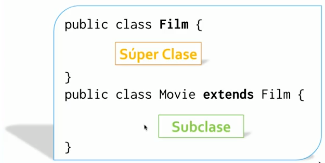 public class Film {
Súper Clase
}
public class Movie extends Film {
Subclase
}